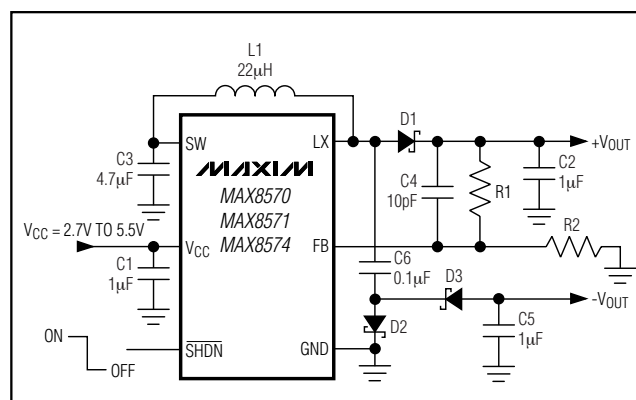 L1
22µH
SW
LX
D1
+VOUT
C3
4.7µF
MAXIM
MAX8570
MAX8571
MAX8574
C4
10pF
R1
C2
1µF
VCC = 2.7V TO 5.5V
VCC
FB
R2
C1
1µF
C6
0.1µF
D3
-VOUT
ON
OFF
SHDN
GND
D2
C5
1µF